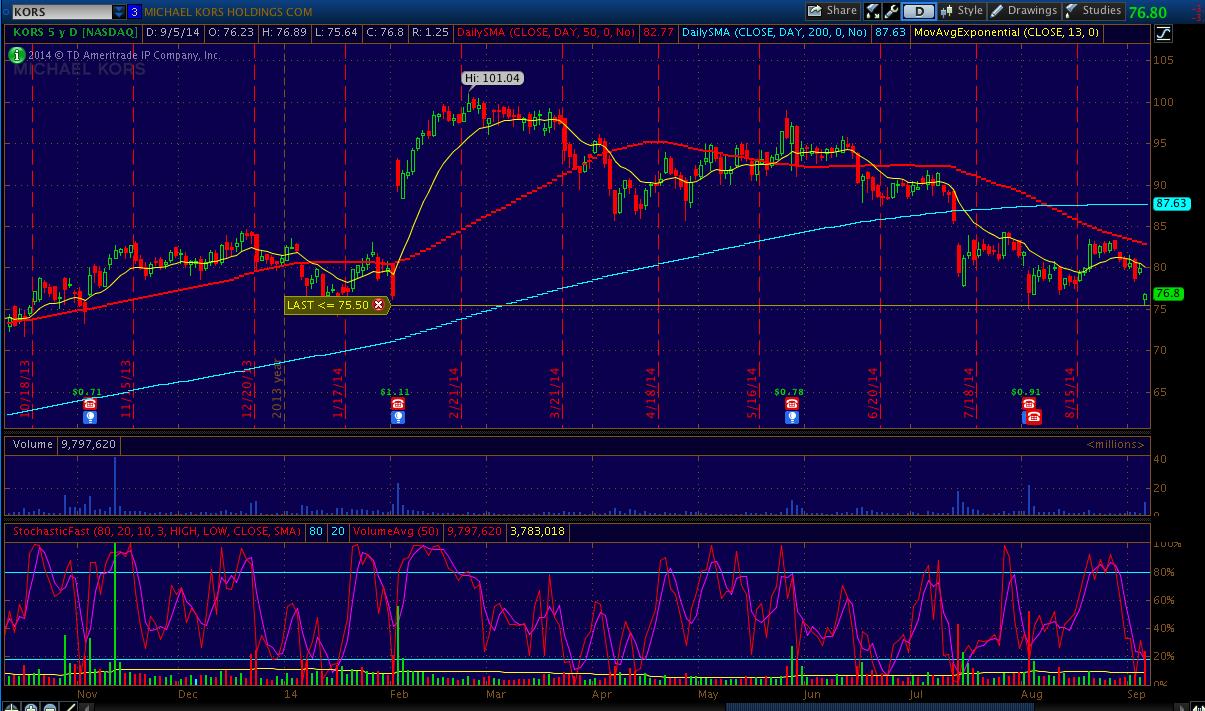 KORS 3 MICHAEL KORS HOLDINGS COM Share D Style Drawings Studies 76.80
KORS 5 y D [NASDAQ] D: 9/5/14 O: 76.23 H: 76.89 L: 75.64 C: 76.8 R: 1.25 DailySMA (CLOSE, DAY, 50, 0, No) 82.77 DailySMA (CLOSE, DAY, 200, 0, No) 87.63 MovAvgExponential (CLOSE, 13, 0)
2014 © TD Ameritrade IP Company, Inc.
MICHAEL KORS
Hi: 101.04
105
100
95
90
87.63
85
80
76.8
75
70
65
LAST <= 75.50
$0.71 $1.11 $0.78 $0.91
10/18/13 11/15/13 12/20/13 2013 year 1/17/14 2/21/14 3/21/14 4/18/14 5/16/14 6/20/14 7/18/14 8/15/14
Volume 9,797,620 <millions>
40
20
0
StochasticFast (80, 20, 10, 3, HIGH, LOW, CLOSE, SMA) 80 20 VolumeAvg (50) 9,797,620 3,783,018
100%
80%
60%
40%
20%
0%
Nov Dec 14 Feb Mar Apr May Jun Jul Aug Sep